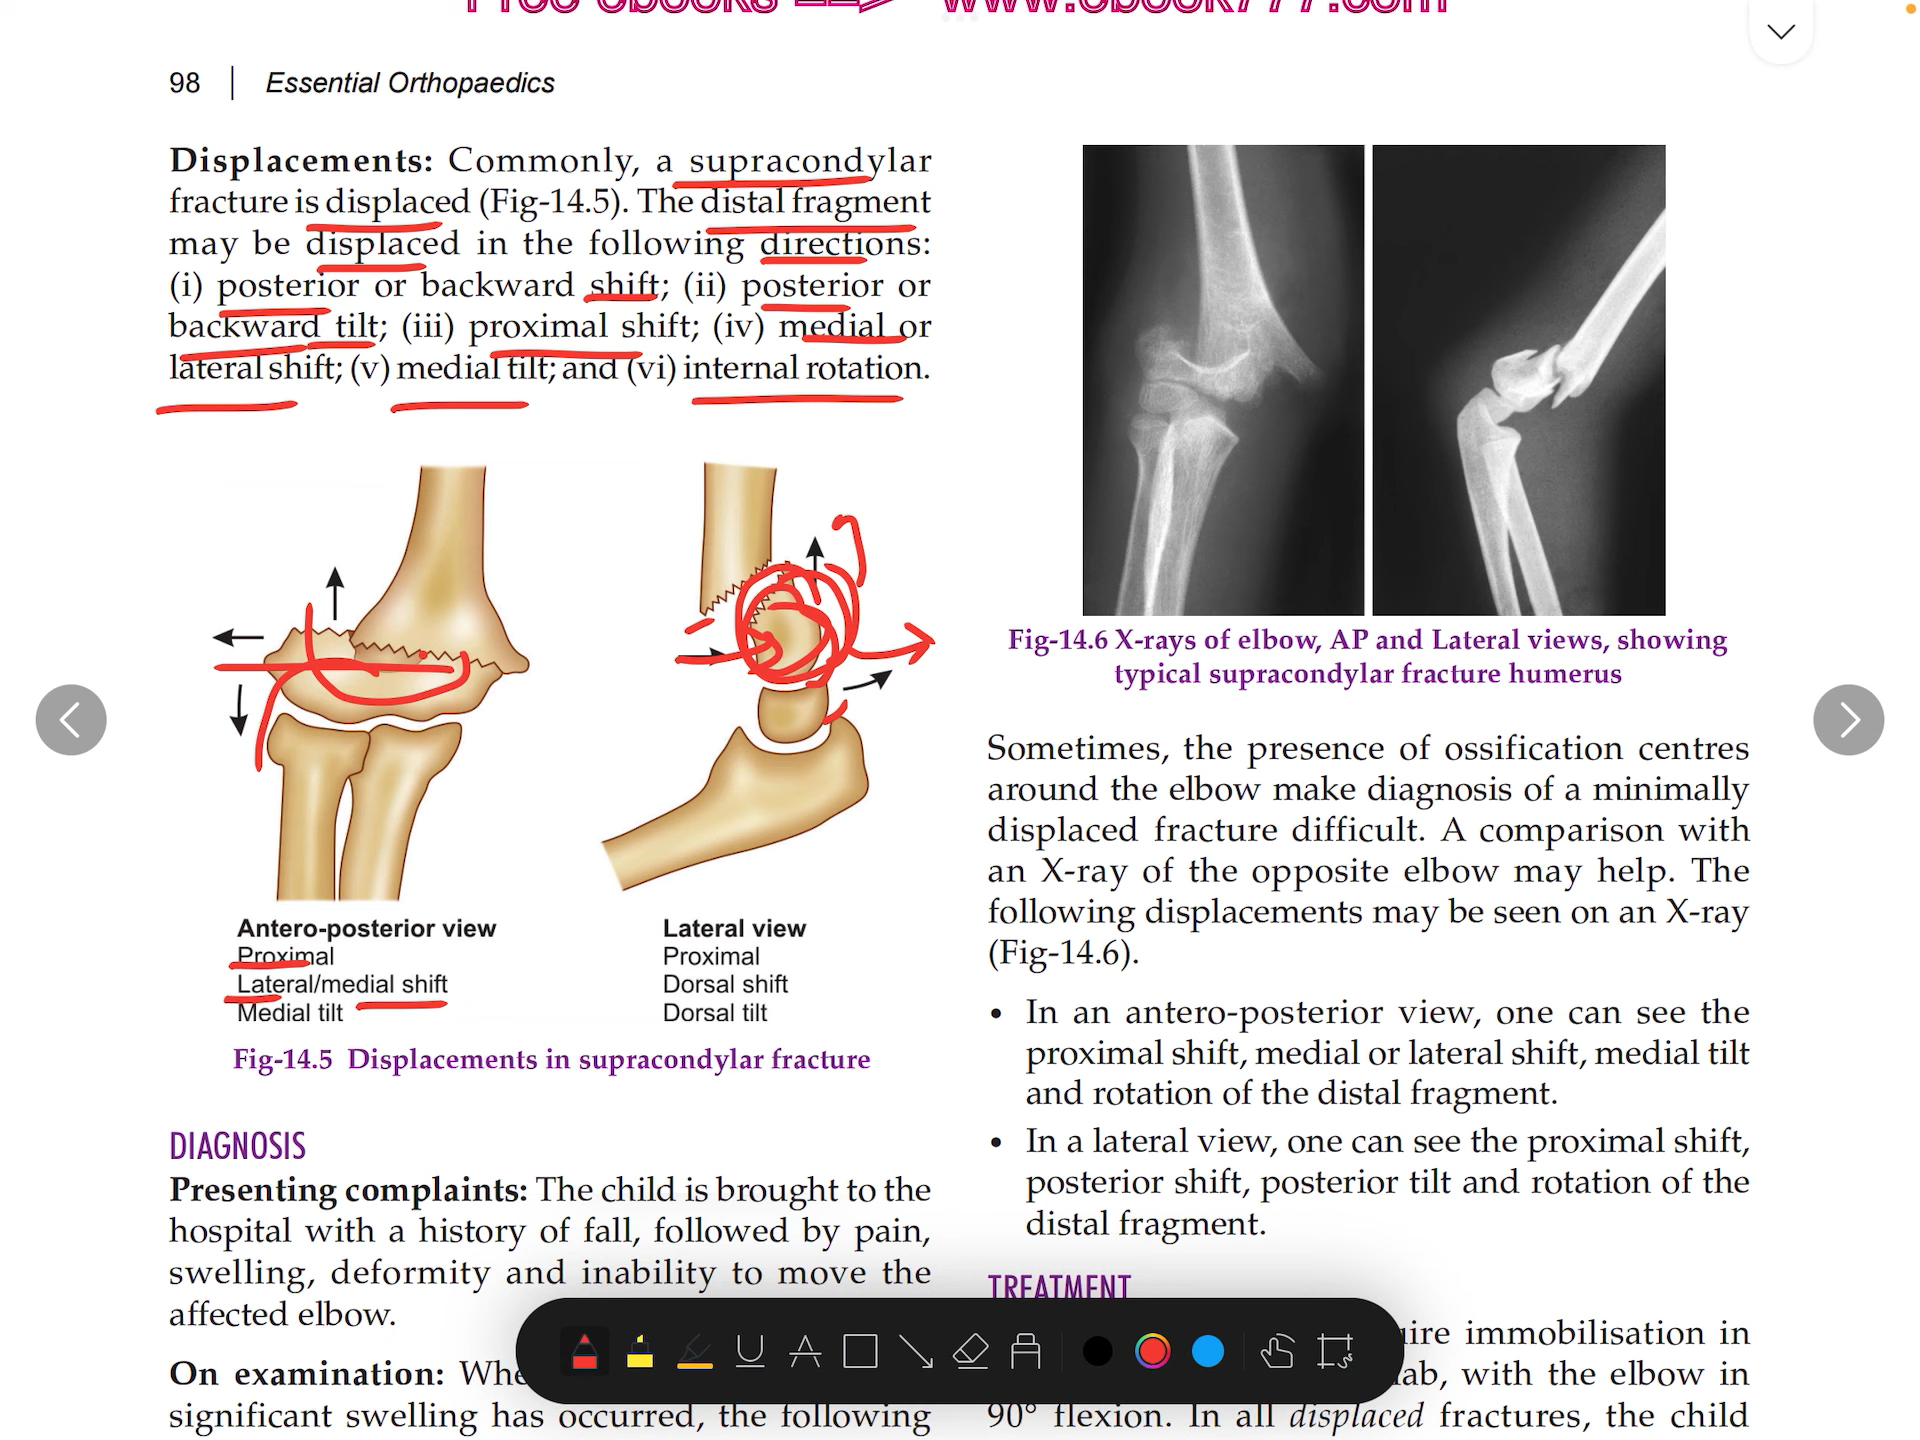 Free ebooks ==> www.ebook777.com
98 | Essential Orthopaedics
Displacements: Commonly, a supracondylar
fracture is displaced (Fig-14.5). The distal fragment
may be displaced in the following directions:
(i) posterior or backward shift; (ii) posterior or
backward tilt; (iii) proximal shift; (iv) medial or
lateral shift; (v) medial tilt; and (vi) internal rotation.
Antero-posterior view
Proximal
Lateral/medial shift
Medial tilt
Lateral view
Proximal
Dorsal shift
Dorsal tilt
Fig-14.5 Displacements in supracondylar fracture
DIAGNOSIS
Presenting complaints: The child is brought to the
hospital with a history of fall, followed by pain,
swelling, deformity and inability to move the
affected elbow.
On examination: Whe
significant swelling has occurred, the following
Fig-14.6 X-rays of elbow, AP and Lateral views, showing
typical supracondylar fracture humerus
Sometimes, the presence of ossification centres
around the elbow make diagnosis of a minimally
displaced fracture difficult. A comparison with
an X-ray of the opposite elbow may help. The
following displacements may be seen on an X-ray
(Fig-14.6).
• In an antero-posterior view, one can see the
proximal shift, medial or lateral shift, medial tilt
and rotation of the distal fragment.
• In a lateral view, one can see the proximal shift,
posterior shift, posterior tilt and rotation of the
distal fragment.
TREATMENT
immobilisation in
with the elbow in
90° flexion. In all displaced fractures, the child